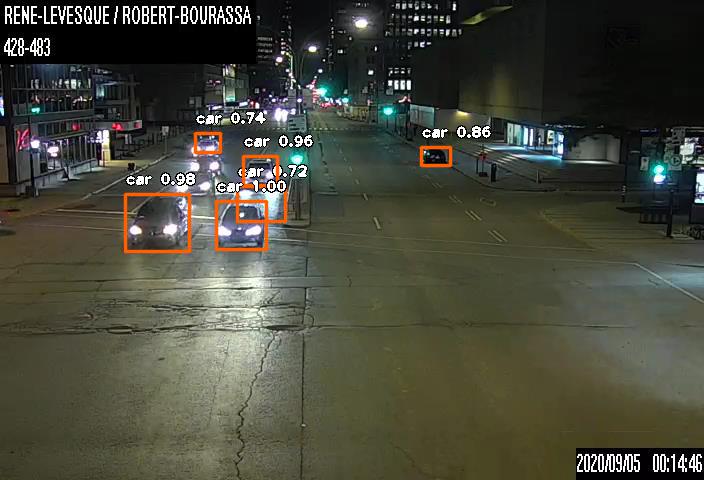 RENE-LEVESQUE / ROBERT-BOURASSA
428-483
car 0.74
car 0.96
car 0.86
car 0.72
car 0.98
car 1.00
2020/09/05 00:14:46